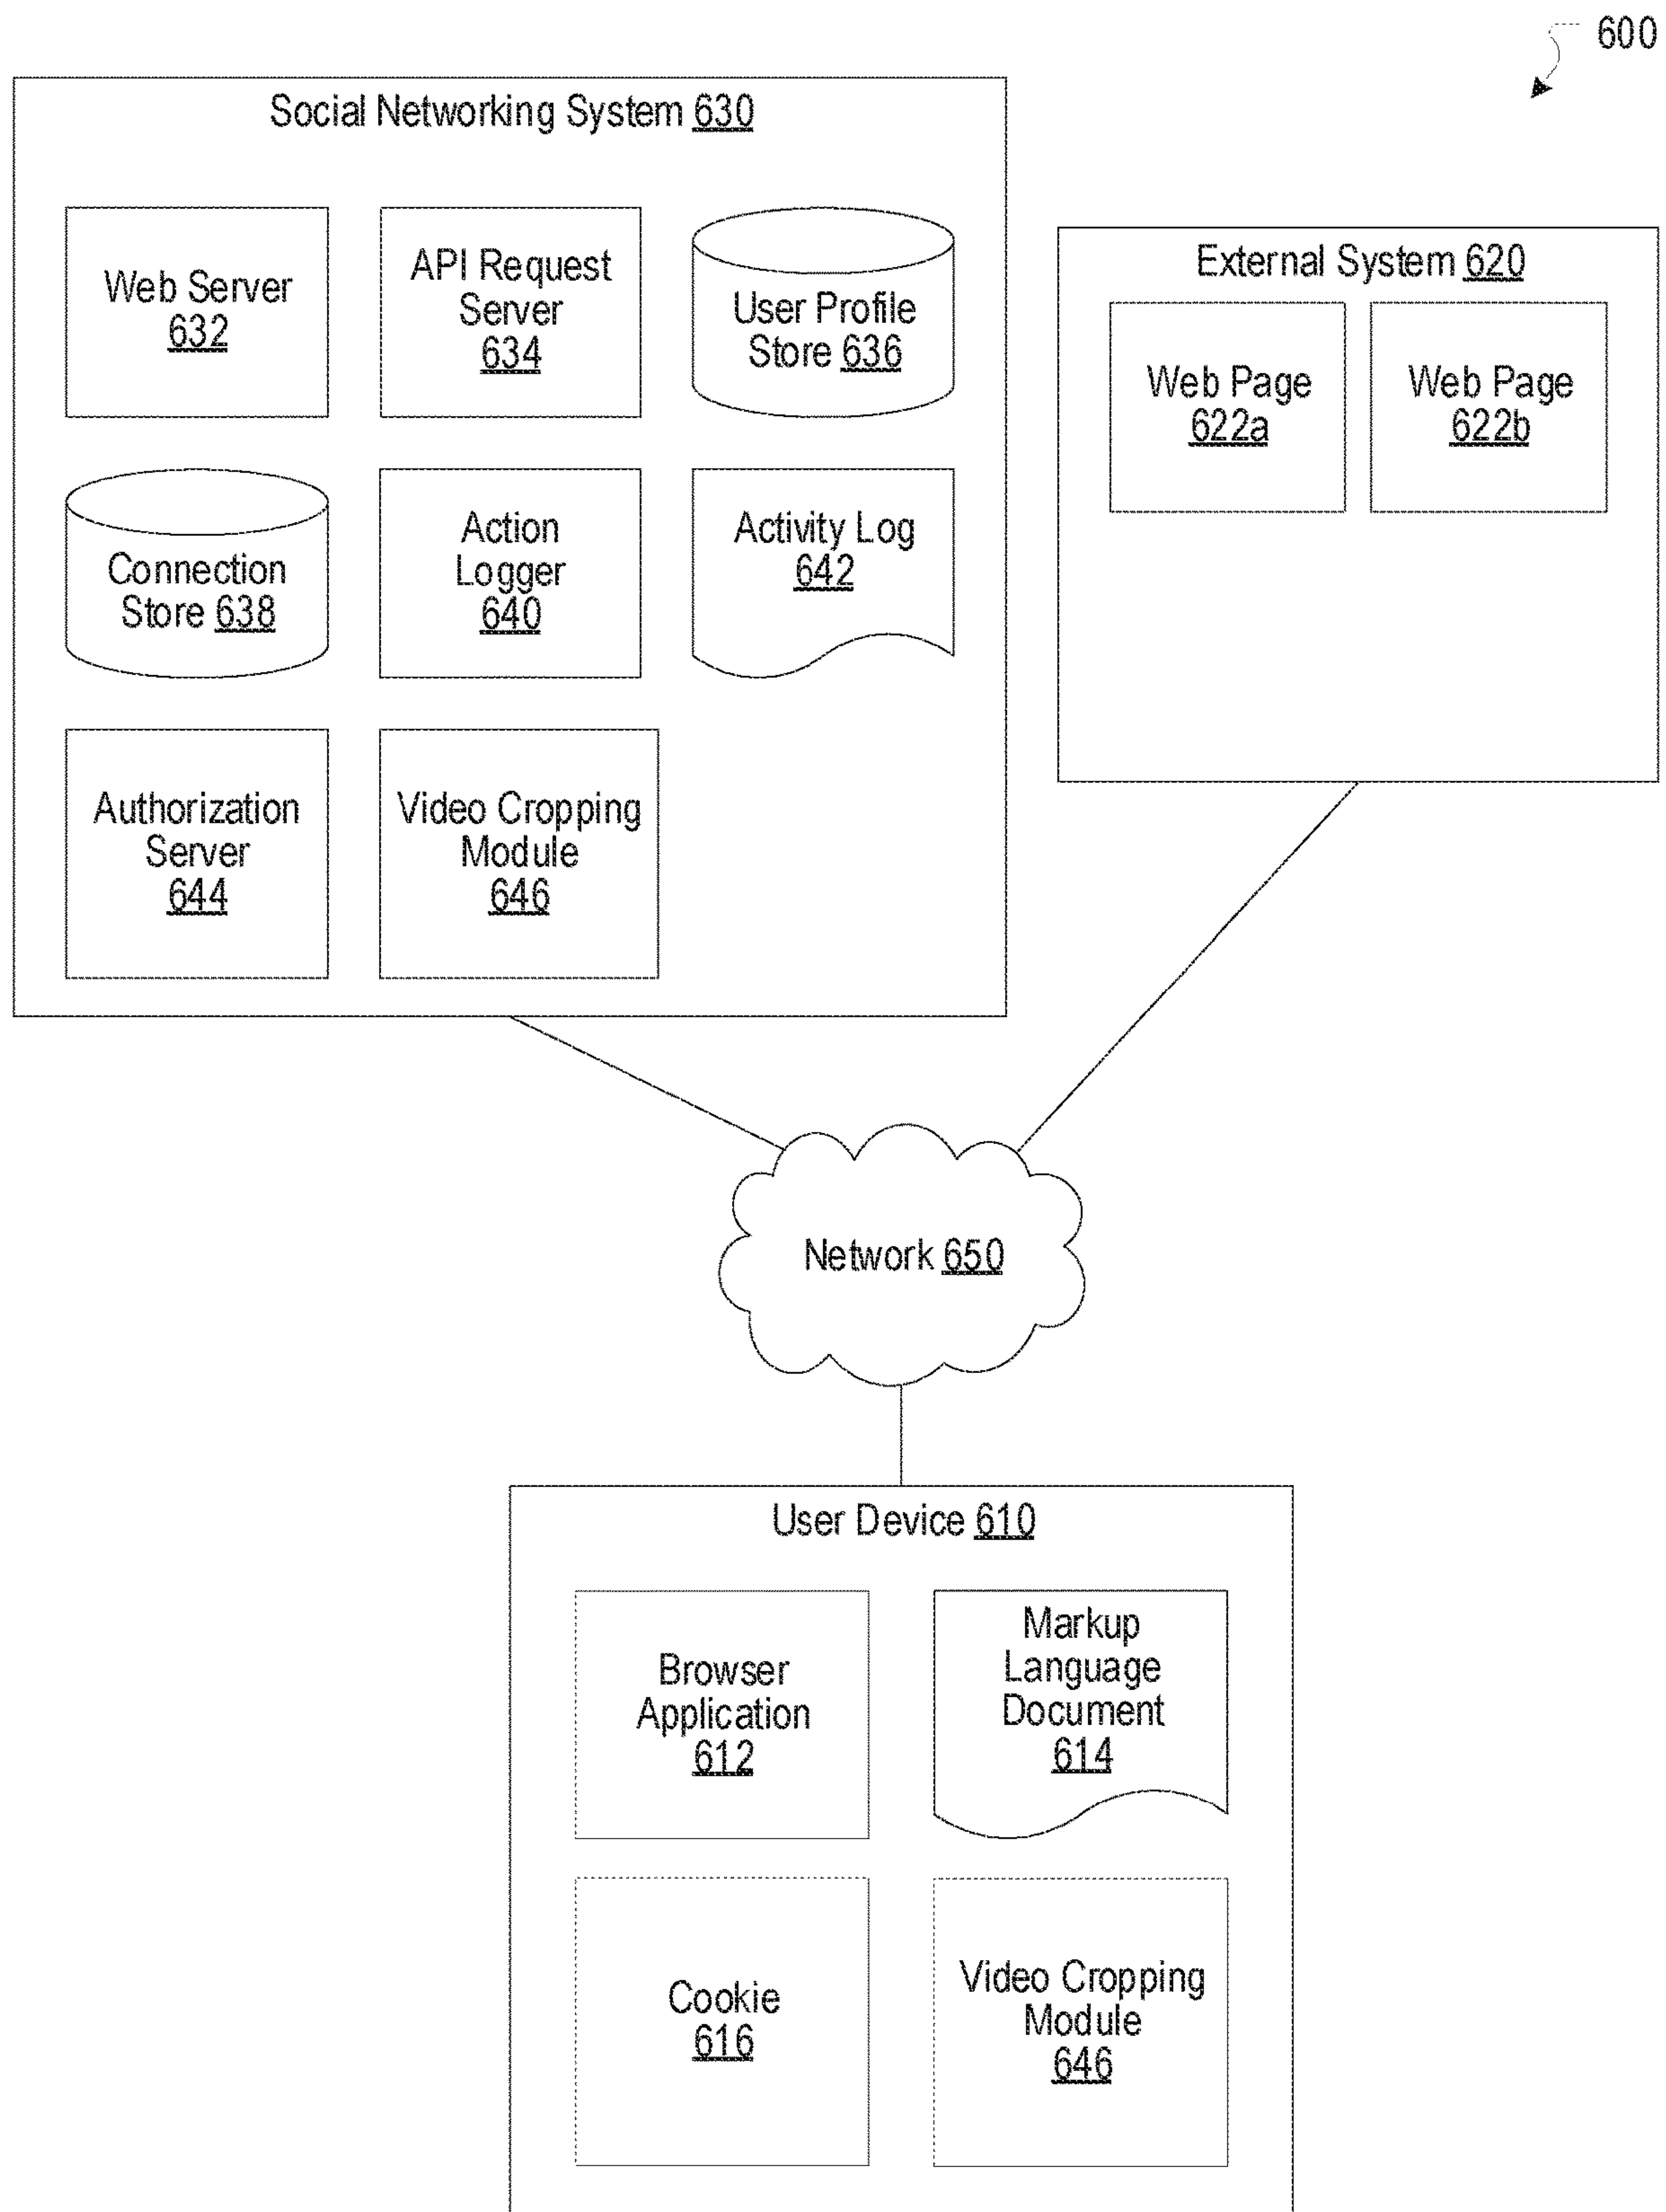 600
Social Networking System 630
Web Server
632
API Request
Server
634
User Profile
Store 636
Connection
Store 638
Action
Logger
640
Activity Log
642
Authorization
Server
644
Video Cropping
Module
646
External System 620
Web Page
622a
Web Page
622b
Network 650
User Device 610
Browser
Application
612
Markup
Language
Document
614
Cookie
616
Video Cropping
Module
646